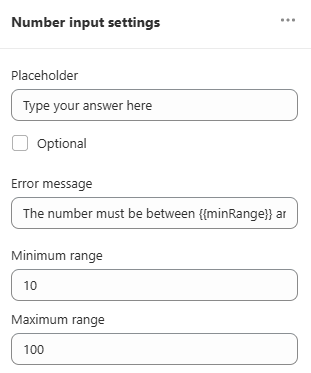 Number input settings
Placeholder
Type your answer here
Optional
Error message
The number must be between {{minRange}} ar
Minimum range
10
Maximum range
100